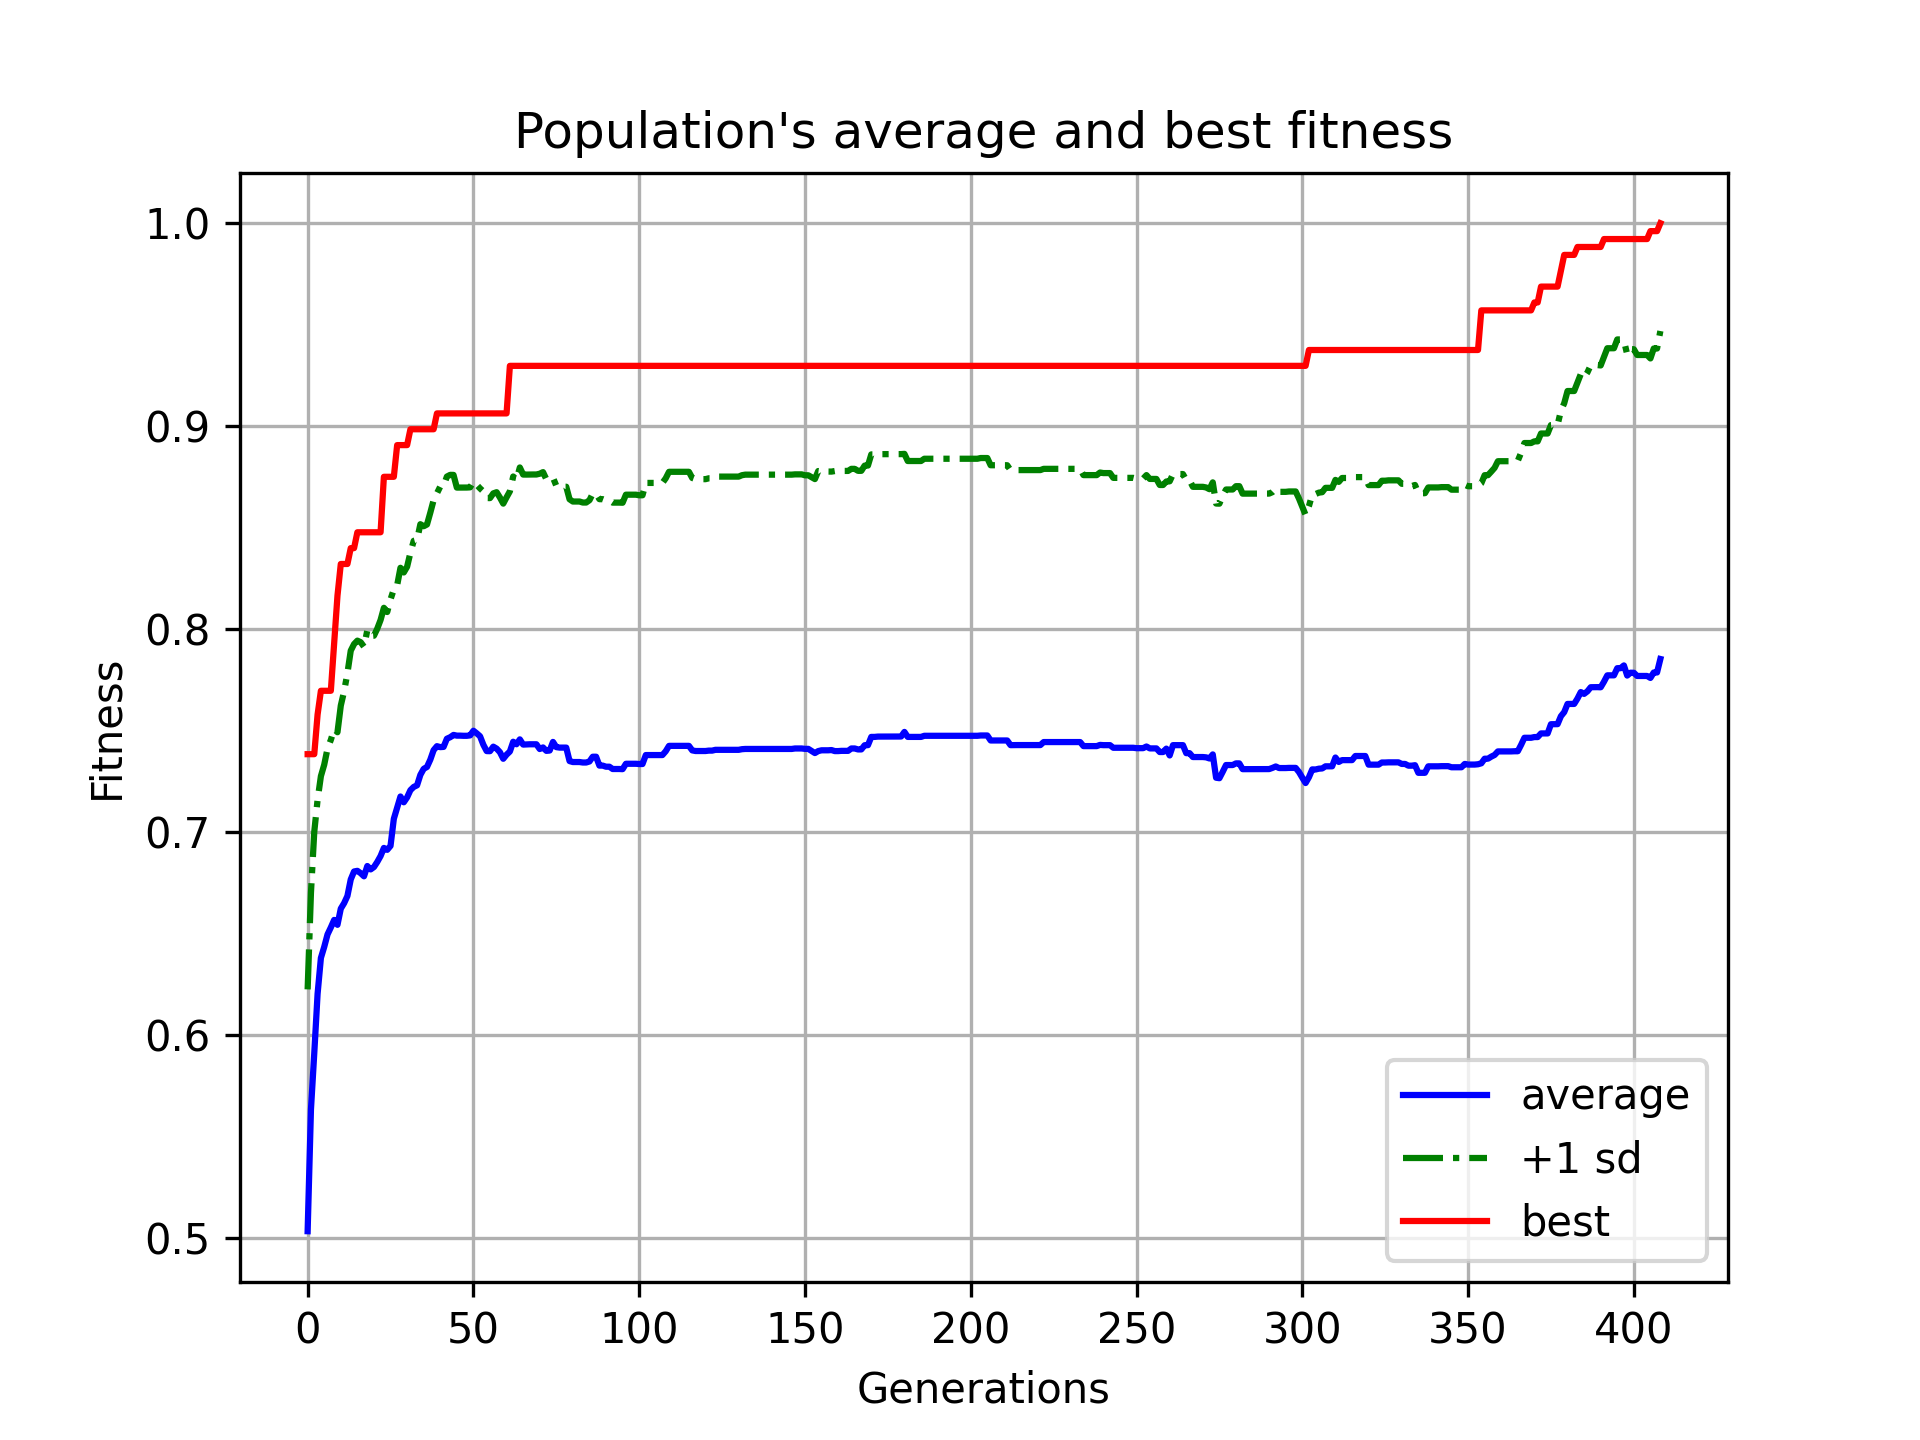 Population's average and best fitness
1.0
0.9
0.8
0.7
0.6
0.5
Fitness
0 50 100 150 200 250 300 350 400
Generations
average
+1 sd
best